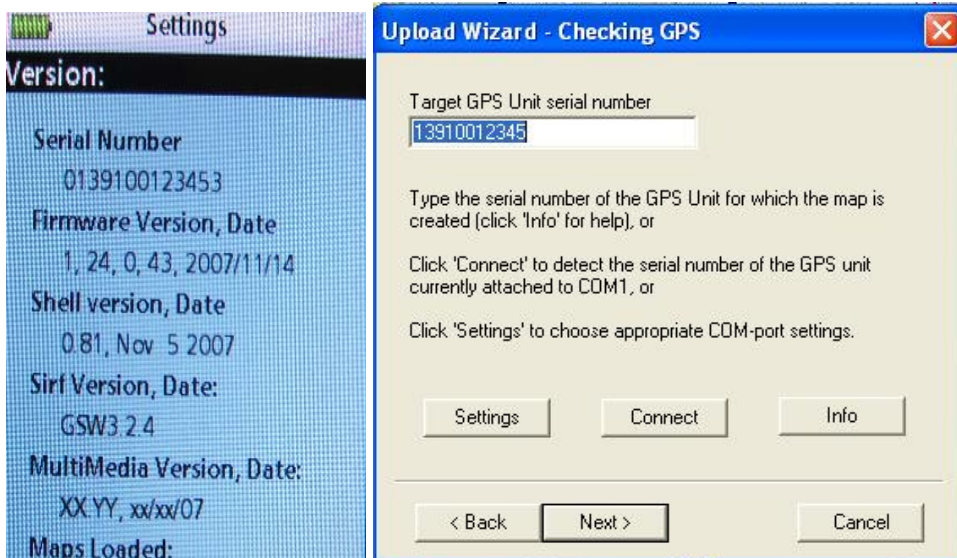 Settings
Version:
Serial Number
0139100123453
Firmware Version, Date
1, 24, 0, 43, 2007/11/14
Shell version, Date
0.81, Nov 5 2007
Sirf Version, Date:
GSW3.2.4
MultiMedia Version, Date:
XX.YY, xx/xx/07
Maps Loaded:
Upload Wizard - Checking GPS
Target GPS Unit serial number
13910012345
Type the serial number of the GPS Unit for which the map is
created (click 'Info' for help), or
Click 'Connect' to detect the serial number of the GPS unit
currently attached to COM1, or
Click 'Settings' to choose appropriate COM-port settings.
Settings
Connect
Info
< Back
Next >
Cancel